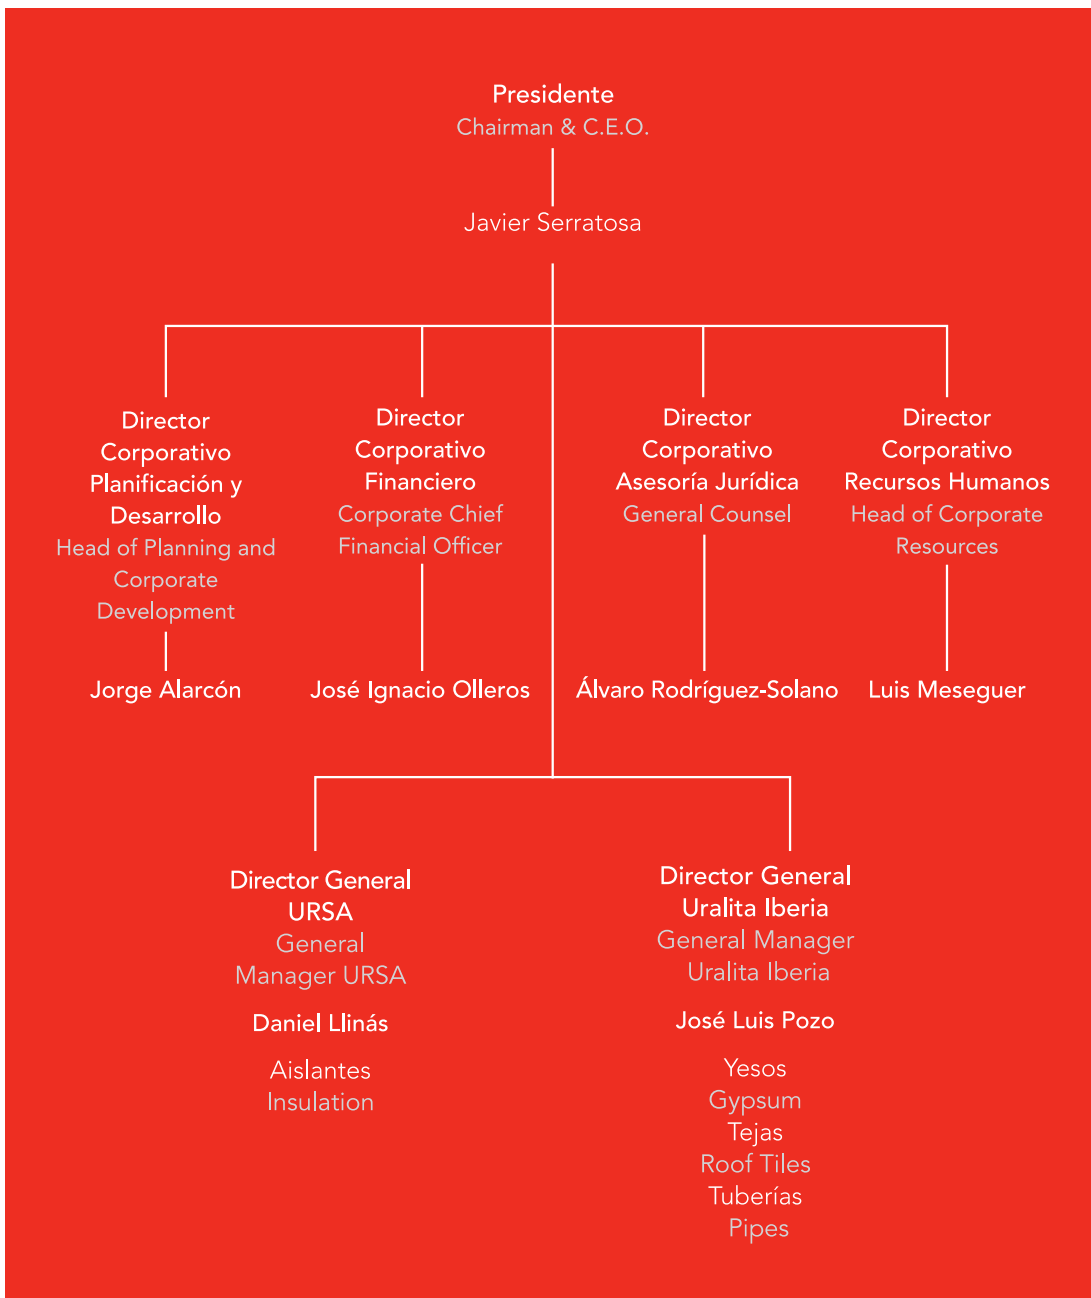 Presidente
Chairman & C.E.O.
Javier Serratosa
Director
Corporativo
Planificación y
Desarrollo
Head of Planning and
Corporate
Development
Jorge Alarcón
Director
Corporativo
Financiero
Corporate Chief
Financial Officer
José Ignacio Olleros
Director
Corporativo
Asesoría Jurídica
General Counsel
Álvaro Rodríguez-Solano
Director
Corporativo
Recursos Humanos
Head of Corporate
Resources
Luis Meseguer
Director General
URSA
General
Manager URSA
Daniel Llinás
Aislantes
Insulation
Director General
Uralita Iberia
General Manager
Uralita Iberia
José Luis Pozo
Yesos
Gypsum
Tejas
Roof Tiles
Tuberías
Pipes